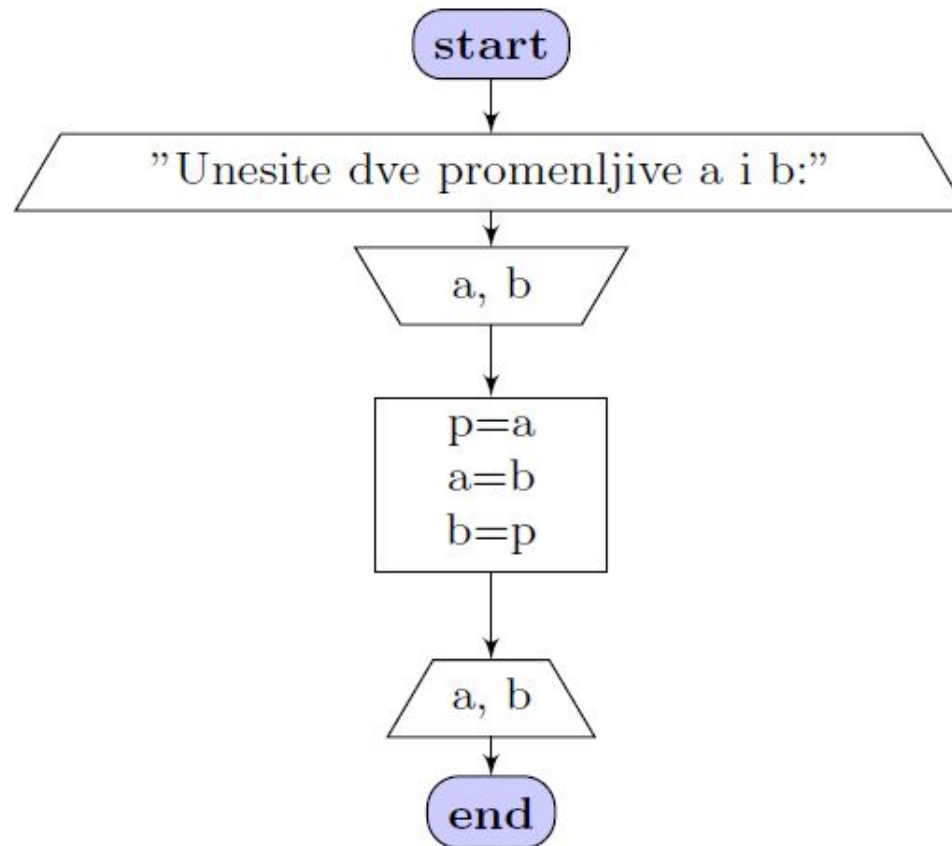 start
”Unesite dve promenljive a i b:”
a, b
p=a
a=b
b=p
a, b
end